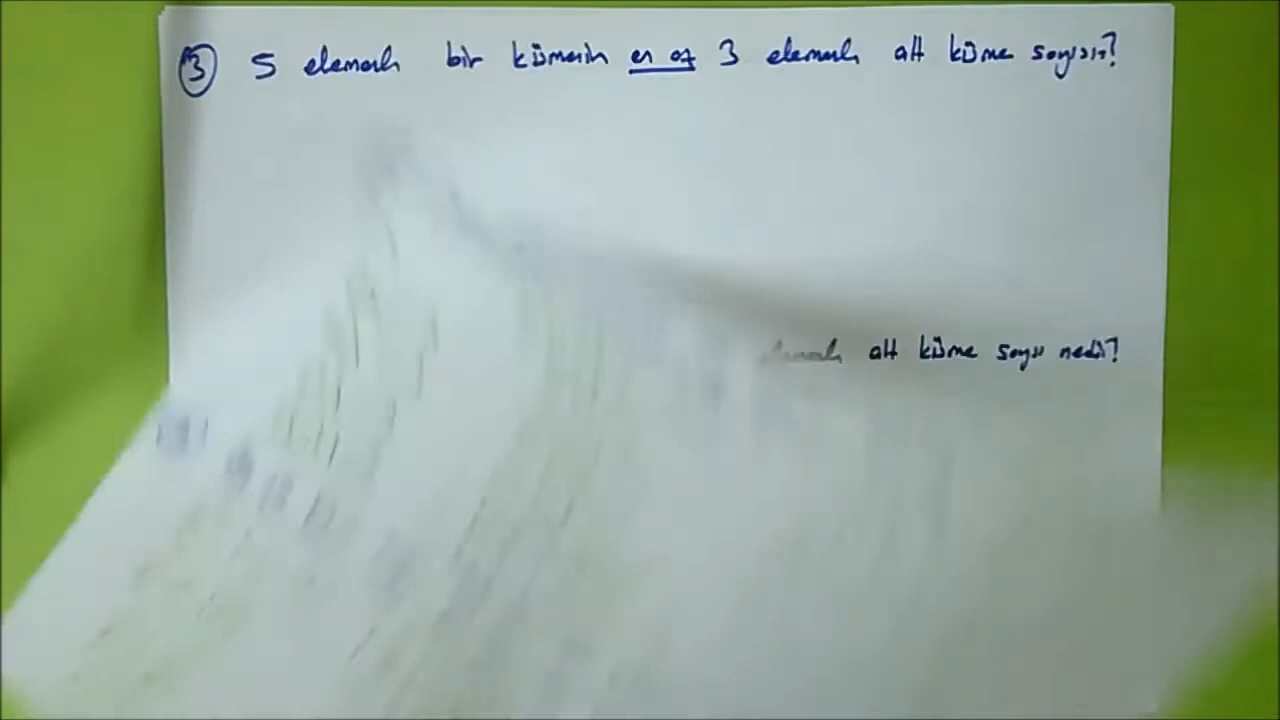 3 5 elemanlı bir kümenin en az 3 elemanlı alt küme sayısı?
alt küme sayısı nedir?